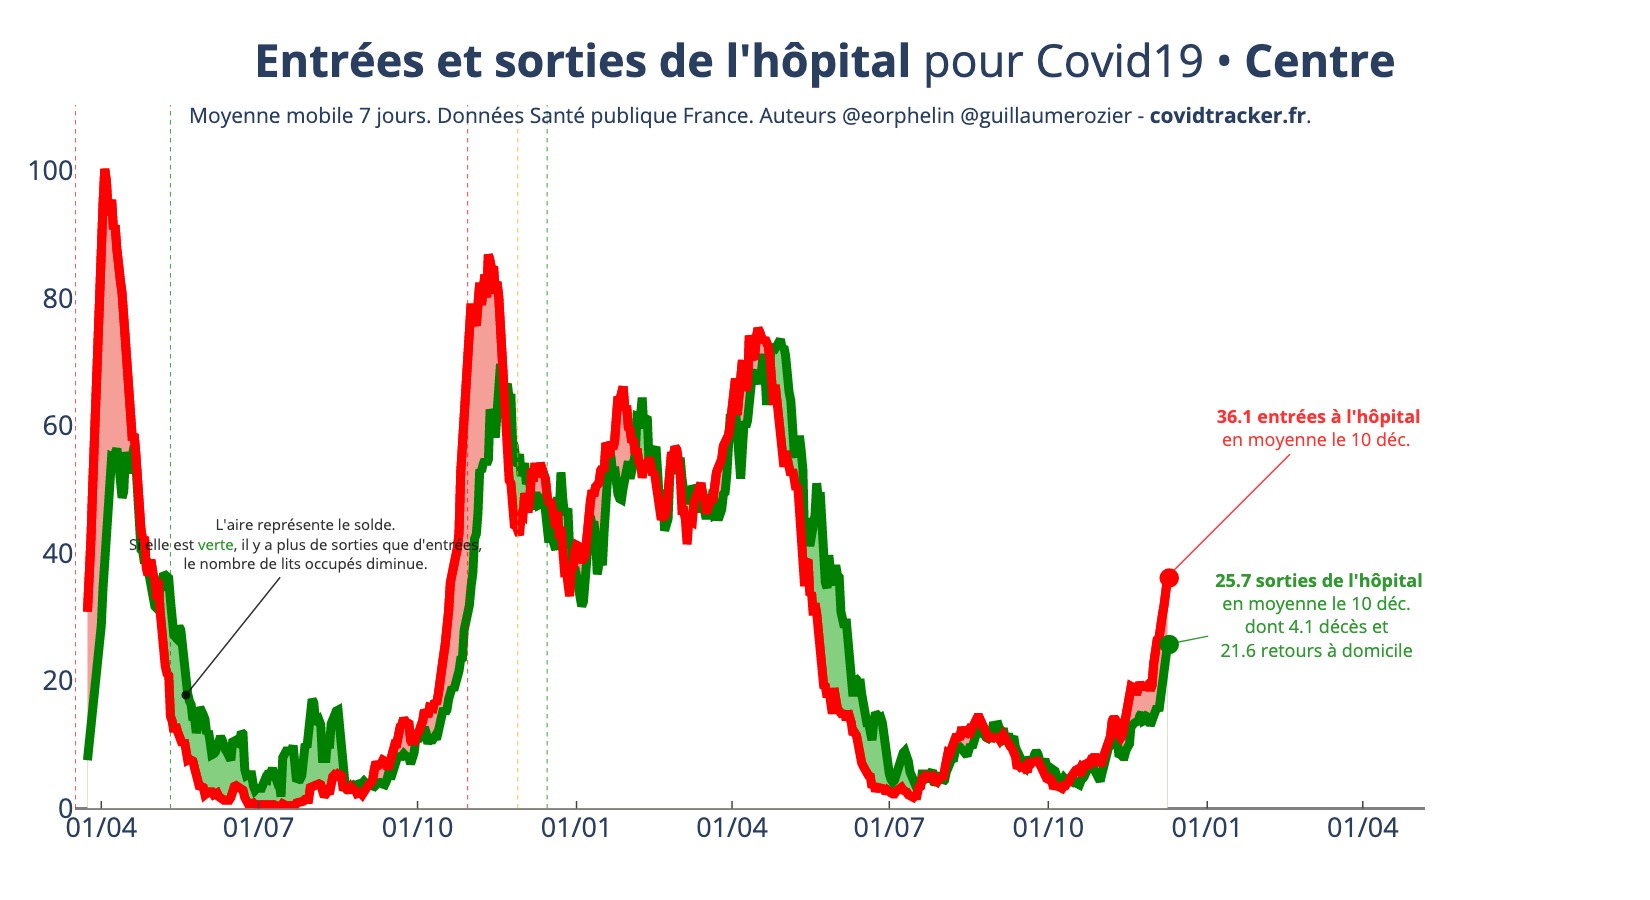 Entrées et sorties de l'hôpital pour Covid19 • Centre
Moyenne mobile 7 jours. Données Santé publique France. Auteurs @eorphelin @guillaumerozier - covidtracker.fr.
100
80
60
40
20
0
36.1 entrées à l'hôpital
en moyenne le 10 déc.
L'aire représente le solde.
Si elle est verte, il y a plus de sorties que d'entrées,
le nombre de lits occupés diminue.
25.7 sorties de l'hôpital
en moyenne le 10 déc.
dont 4.1 décès et
21.6 retours à domicile
01/04 01/07 01/10 01/01 01/04 01/07 01/10 01/01 01/04